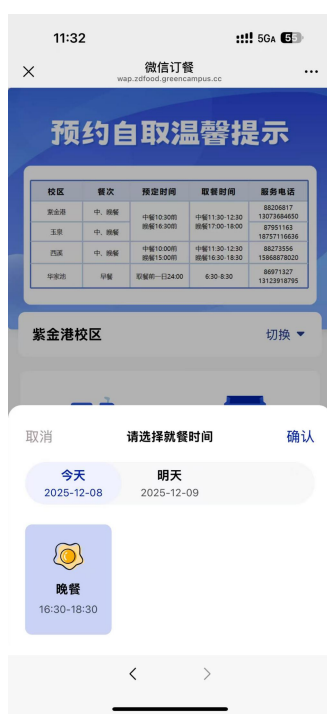 11:32
5GA 55
微信订餐
wap.zdfood.greencampus.cc
预约自取温馨提示
校区 餐次 预定时间 取餐时间 服务电话
紫金港 中、晚餐 中餐10:30前 晚餐16:30前 中餐11:30-12:30 晚餐17:00-18:00 88206817 13073684650
玉泉 中、晚餐 87951163 18757116636
西溪 中、晚餐 中餐10:00前 晚餐15:00前 中餐11:30-12:30 晚餐16:30-18:30 88273556 15868878020
华家池 早餐 取餐前一日24:00 6:30-8:30 86971327 13123918795
紫金港校区 切换
取消 请选择就餐时间 确认
今天 明天
2025-12-08 2025-12-09
晚餐
16:30-18:30